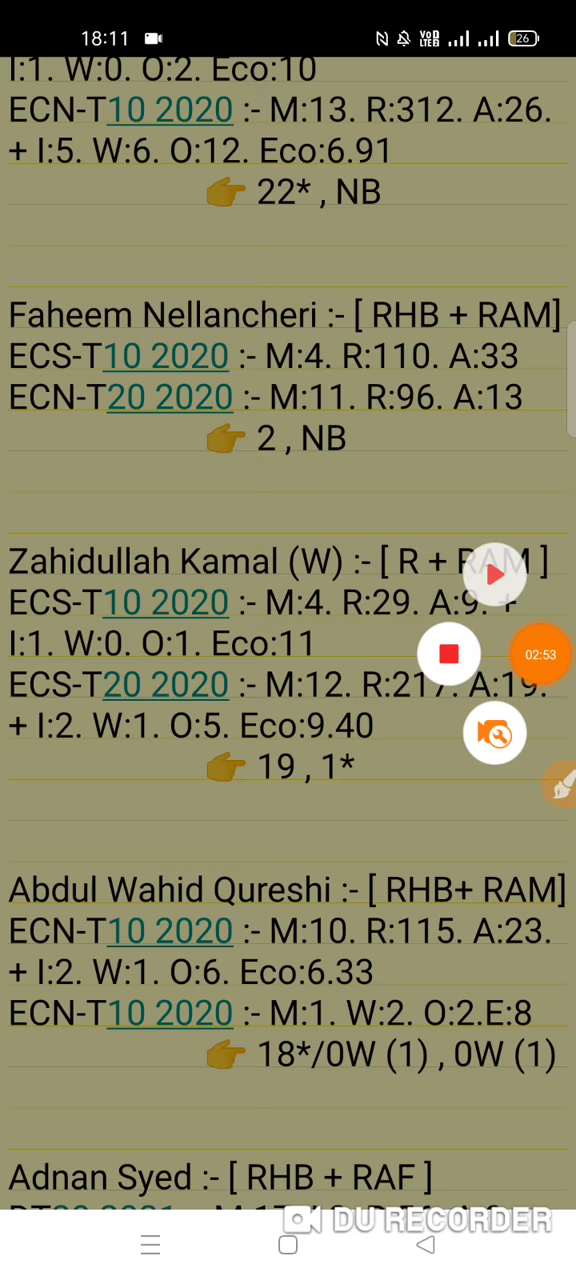 18:11
VoD LTE2
26
I:1. W:0. O:2. Eco:10
ECN-T10 2020 :- M:13. R:312. A:26.
+ I:5. W:6. O:12. Eco:6.91
👉 22* , NB
Faheem Nellancheri :- [ RHB + RAM]
ECS-T10 2020 :- M:4. R:110. A:33
ECN-T20 2020 :- M:11. R:96. A:13
👉 2 , NB
Zahidullah Kamal (W) :- [ R + RAM ]
ECS-T10 2020 :- M:4. R:29. A:9. +
I:1. W:0. O:1. Eco:11
02:53
ECS-T20 2020 :- M:12. R:217. A:19.
+ I:2. W:1. O:5. Eco:9.40
👉 19 , 1*
Abdul Wahid Qureshi :- [ RHB+ RAM]
ECN-T10 2020 :- M:10. R:115. A:23.
+ I:2. W:1. O:6. Eco:6.33
ECN-T10 2020 :- M:1. W:2. O:2.E:8
👉 18*/0W (1) , 0W (1)
Adnan Syed :- [ RHB + RAF ]
DU RECORDER